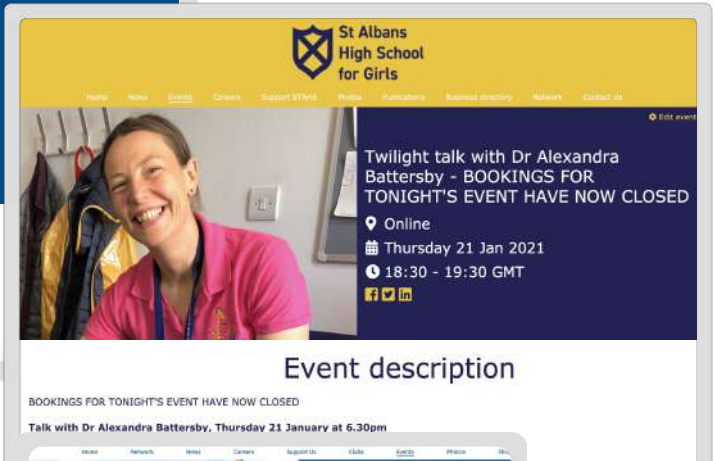 St Albans
High School
for Girls
Home News Events Careers Support STAHS Photos Publications Business directory Network Contact Us
Edit event
Twilight talk with Dr Alexandra
Battersby - BOOKINGS FOR
TONIGHT'S EVENT HAVE NOW CLOSED
Online
Thursday 21 Jan 2021
18:30 - 19:30 GMT
Event description
BOOKINGS FOR TONIGHT'S EVENT HAVE NOW CLOSED
Talk with Dr Alexandra Battersby, Thursday 21 January at 6.30pm
Home Network News Careers Support Us Clubs Events Photos